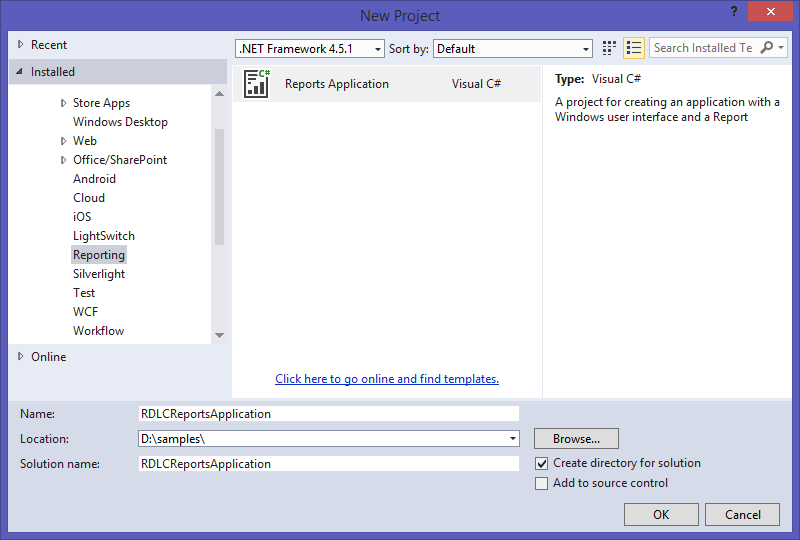 New Project
?
Recent
.NET Framework 4.5.1
Sort by:
Default
Search Installed Te
Installed
Store Apps
Windows Desktop
Web
Office/SharePoint
Android
Cloud
iOS
LightSwitch
Reporting
Silverlight
Test
WCF
Workflow
Online
C#
Reports Application
Visual C#
Click here to go online and find templates.
Type: Visual C#
A project for creating an application with a
Windows user interface and a Report
Name:
RDLCReportsApplication
Location:
D:\samples\
Browse...
Solution name:
RDLCReportsApplication
Create directory for solution
Add to source control
OK
Cancel